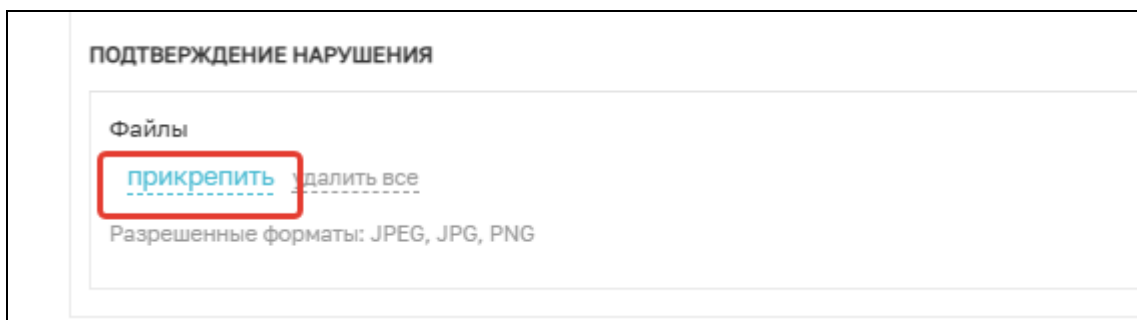 ПОДТВЕРЖДЕНИЕ НАРУШЕНИЯ
Файлы
прикрепить удалить все
Разрешенные форматы: JPEG, JPG, PNG